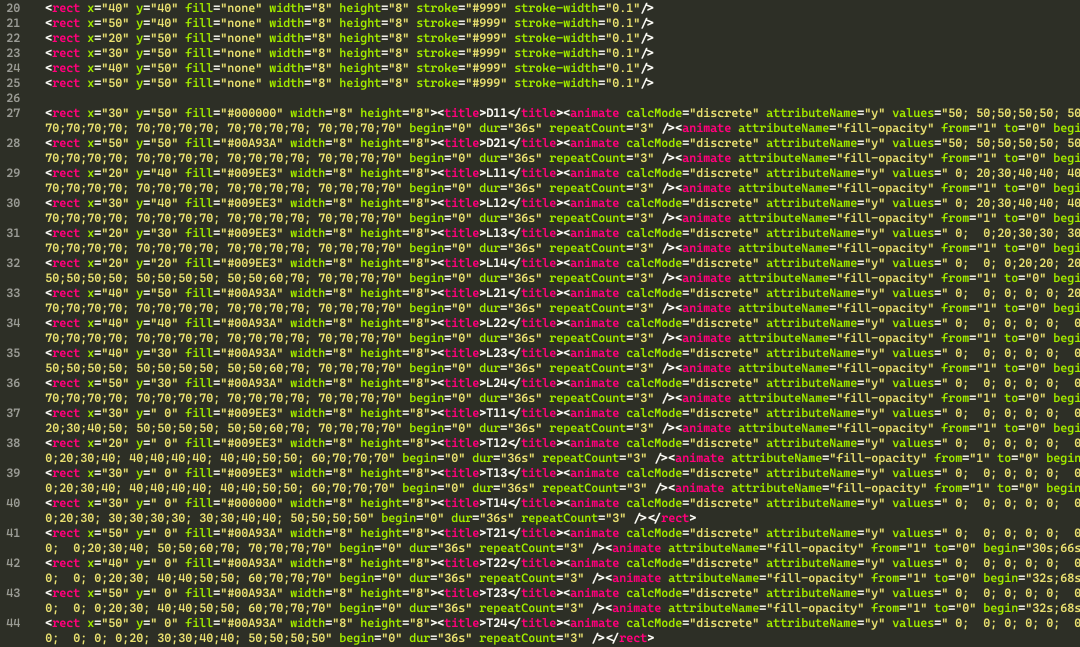 20 <rect x="40" y="40" fill="none" width="8" height="8" stroke="#999" stroke-width="0.1"/>
21 <rect x="50" y="40" fill="none" width="8" height="8" stroke="#999" stroke-width="0.1"/>
22 <rect x="20" y="50" fill="none" width="8" height="8" stroke="#999" stroke-width="0.1"/>
23 <rect x="30" y="50" fill="none" width="8" height="8" stroke="#999" stroke-width="0.1"/>
24 <rect x="40" y="50" fill="none" width="8" height="8" stroke="#999" stroke-width="0.1"/>
25 <rect x="50" y="50" fill="none" width="8" height="8" stroke="#999" stroke-width="0.1"/>
26
27 <rect x="30" y="50" fill="#000000" width="8" height="8"><title>D11</title><animate calcMode="discrete" attributeName="y" values="50; 50;50;50;50; 50
70;70;70;70; 70;70;70;70; 70;70;70;70; 70;70;70;70" begin="0" dur="36s" repeatCount="3" /><animate attributeName="fill-opacity" from="1" to="0" begi
28 <rect x="50" y="50" fill="#00A93A" width="8" height="8"><title>D21</title><animate calcMode="discrete" attributeName="y" values="50; 50;50;50;50; 50
70;70;70;70; 70;70;70;70; 70;70;70;70; 70;70;70;70" begin="0" dur="36s" repeatCount="3" /><animate attributeName="fill-opacity" from="1" to="0" begi
29 <rect x="20" y="40" fill="#009EE3" width="8" height="8"><title>L11</title><animate calcMode="discrete" attributeName="y" values=" 0; 20;30;40;40; 40
70;70;70;70; 70;70;70;70; 70;70;70;70; 70;70;70;70" begin="0" dur="36s" repeatCount="3" /><animate attributeName="fill-opacity" from="1" to="0" begi
30 <rect x="30" y="40" fill="#009EE3" width="8" height="8"><title>L12</title><animate calcMode="discrete" attributeName="y" values=" 0; 20;30;40;40; 40
70;70;70;70; 70;70;70;70; 70;70;70;70; 70;70;70;70" begin="0" dur="36s" repeatCount="3" /><animate attributeName="fill-opacity" from="1" to="0" begi
31 <rect x="20" y="30" fill="#009EE3" width="8" height="8"><title>L13</title><animate calcMode="discrete" attributeName="y" values=" 0;  0;20;30;30; 30
70;70;70;70; 70;70;70;70; 70;70;70;70; 70;70;70;70" begin="0" dur="36s" repeatCount="3" /><animate attributeName="fill-opacity" from="1" to="0" begi
32 <rect x="20" y="20" fill="#009EE3" width="8" height="8"><title>L14</title><animate calcMode="discrete" attributeName="y" values=" 0;  0; 0;20;20; 20
50;50;50;50; 50;50;50;50; 50;50;60;70; 70;70;70;70" begin="0" dur="36s" repeatCount="3" /><animate attributeName="fill-opacity" from="1" to="0" begi
33 <rect x="40" y="50" fill="#00A93A" width="8" height="8"><title>L21</title><animate calcMode="discrete" attributeName="y" values=" 0;  0; 0; 0; 0; 20
70;70;70;70; 70;70;70;70; 70;70;70;70; 70;70;70;70" begin="0" dur="36s" repeatCount="3" /><animate attributeName="fill-opacity" from="1" to="0" begi
34 <rect x="40" y="40" fill="#00A93A" width="8" height="8"><title>L22</title><animate calcMode="discrete" attributeName="y" values=" 0;  0; 0; 0; 0;  0
70;70;70;70; 70;70;70;70; 70;70;70;70; 70;70;70;70" begin="0" dur="36s" repeatCount="3" /><animate attributeName="fill-opacity" from="1" to="0" begi
35 <rect x="40" y="30" fill="#00A93A" width="8" height="8"><title>L23</title><animate calcMode="discrete" attributeName="y" values=" 0;  0; 0; 0; 0;  0
50;50;50;50; 50;50;50;50; 50;50;60;70; 70;70;70;70" begin="0" dur="36s" repeatCount="3" /><animate attributeName="fill-opacity" from="1" to="0" begi
36 <rect x="50" y="30" fill="#00A93A" width="8" height="8"><title>L24</title><animate calcMode="discrete" attributeName="y" values=" 0;  0; 0; 0; 0;  0
70;70;70;70; 70;70;70;70; 70;70;70;70; 70;70;70;70" begin="0" dur="36s" repeatCount="3" /><animate attributeName="fill-opacity" from="1" to="0" begi
37 <rect x="30" y=" 0" fill="#009EE3" width="8" height="8"><title>T11</title><animate calcMode="discrete" attributeName="y" values=" 0;  0; 0; 0; 0;  0
20;30;40;50; 50;50;50;50; 50;50;60;70; 70;70;70;70" begin="0" dur="36s" repeatCount="3" /><animate attributeName="fill-opacity" from="1" to="0" begi
38 <rect x="20" y=" 0" fill="#009EE3" width="8" height="8"><title>T12</title><animate calcMode="discrete" attributeName="y" values=" 0;  0; 0; 0; 0;  0
0;20;30;40; 40;40;40;40; 40;40;50;50; 60;70;70;70" begin="0" dur="36s" repeatCount="3" /><animate attributeName="fill-opacity" from="1" to="0" begin
39 <rect x="30" y=" 0" fill="#009EE3" width="8" height="8"><title>T13</title><animate calcMode="discrete" attributeName="y" values=" 0;  0; 0; 0; 0;  0
0;20;30;40; 40;40;40;40; 40;40;50;50; 60;70;70;70" begin="0" dur="36s" repeatCount="3" /><animate attributeName="fill-opacity" from="1" to="0" begin
40 <rect x="30" y=" 0" fill="#000000" width="8" height="8"><title>T14</title><animate calcMode="discrete" attributeName="y" values=" 0;  0; 0; 0; 0;  0
0;20;30; 30;30;30;30; 30;30;40;40; 50;50;50;50" begin="0" dur="36s" repeatCount="3" /></rect>
41 <rect x="50" y=" 0" fill="#00A93A" width="8" height="8"><title>T21</title><animate calcMode="discrete" attributeName="y" values=" 0;  0; 0; 0; 0;  0
0;  0;20;30;40; 50;50;60;70; 70;70;70;70" begin="0" dur="36s" repeatCount="3" /><animate attributeName="fill-opacity" from="1" to="0" begin="30s;66s
42 <rect x="40" y=" 0" fill="#00A93A" width="8" height="8"><title>T22</title><animate calcMode="discrete" attributeName="y" values=" 0;  0; 0; 0; 0;  0
0;  0; 0;20;30; 40;40;50;50; 60;70;70;70" begin="0" dur="36s" repeatCount="3" /><animate attributeName="fill-opacity" from="1" to="0" begin="32s;68s
43 <rect x="50" y=" 0" fill="#00A93A" width="8" height="8"><title>T23</title><animate calcMode="discrete" attributeName="y" values=" 0;  0; 0; 0; 0;  0
0;  0; 0;20;30; 40;40;50;50; 60;70;70;70" begin="0" dur="36s" repeatCount="3" /><animate attributeName="fill-opacity" from="1" to="0" begin="32s;68s
44 <rect x="50" y=" 0" fill="#00A93A" width="8" height="8"><title>T24</title><animate calcMode="discrete" attributeName="y" values=" 0;  0; 0; 0; 0;  0
0;  0; 0; 0;20; 30;30;40;40; 50;50;50;50" begin="0" dur="36s" repeatCount="3" /></rect>